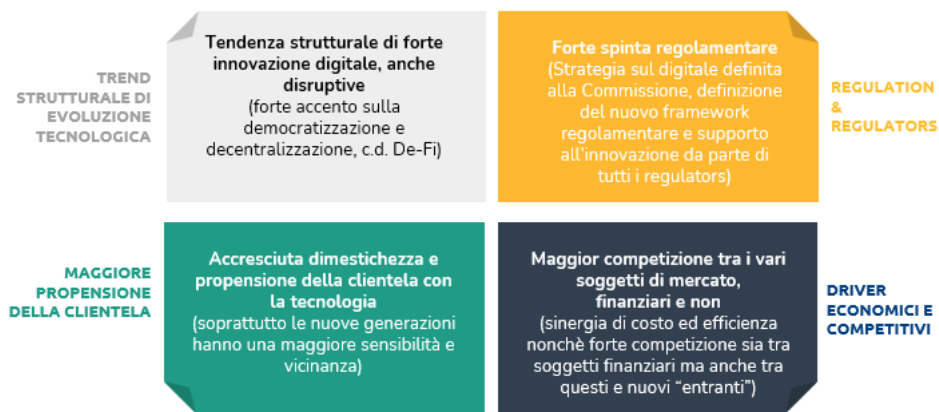 TREND
STRUTTURALE DI
EVOLUZIONE
TECNOLOGICA
Tendenza strutturale di forte
innovazione digitale, anche
disruptive
(forte accento sulla
democratizzazione e
decentralizzazione, c.d. De-Fi)
Forte spinta regolamentare
(Strategia sul digitale definita
alla Commissione, definizione
del nuovo framework
regolamentare e supporto
all'innovazione da parte di
tutti i regulators)
REGULATION
&
REGULATORS
MAGGIORE
PROPENSIONE
DELLA CLIENTELA
Accresciuta dimestichezza e
propensione della clientela con
la tecnologia
(soprattutto le nuove generazioni
hanno una maggiore sensibilità e
vicinanza)
Maggior competizione tra i vari
soggetti di mercato,
finanziari e non
(sinergia di costo ed efficienza
nonchè forte competizione sia tra
soggetti finanziari ma anche tra
questi e nuovi “entranti”)
DRIVER
ECONOMICI E
COMPETITIVI